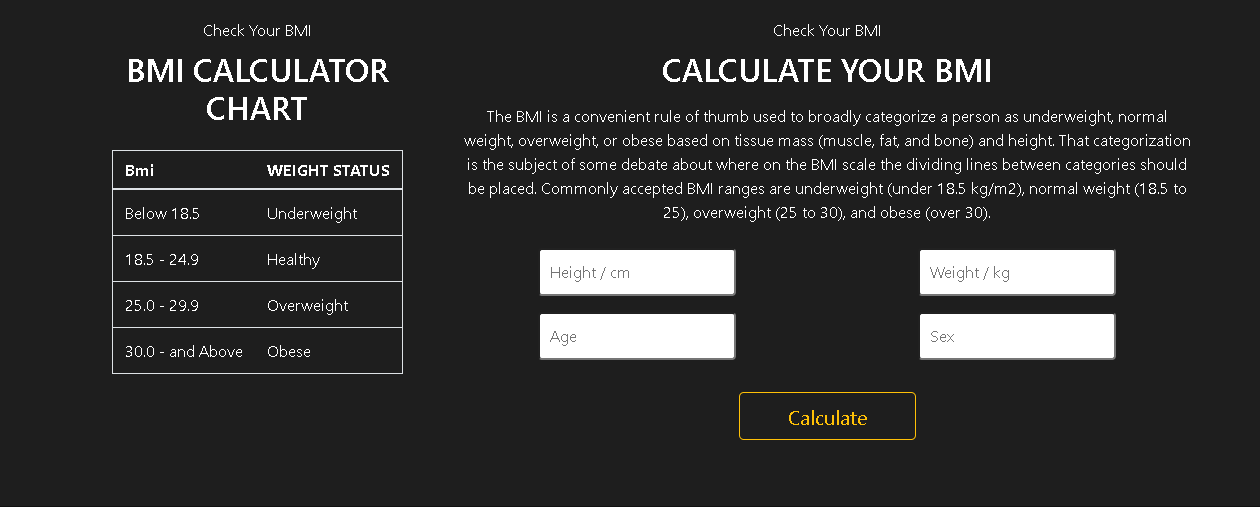 Check Your BMI
BMI CALCULATOR
CHART
Bmi WEIGHT STATUS
Below 18.5 Underweight
18.5 - 24.9 Healthy
25.0 - 29.9 Overweight
30.0 - and Above Obese
Check Your BMI
CALCULATE YOUR BMI
The BMI is a convenient rule of thumb used to broadly categorize a person as underweight, normal
weight, overweight, or obese based on tissue mass (muscle, fat, and bone) and height. That categorization
is the subject of some debate about where on the BMI scale the dividing lines between categories should
be placed. Commonly accepted BMI ranges are underweight (under 18.5 kg/m2), normal weight (18.5 to
25), overweight (25 to 30), and obese (over 30).
Height / cm Weight / kg
Age Sex
Calculate